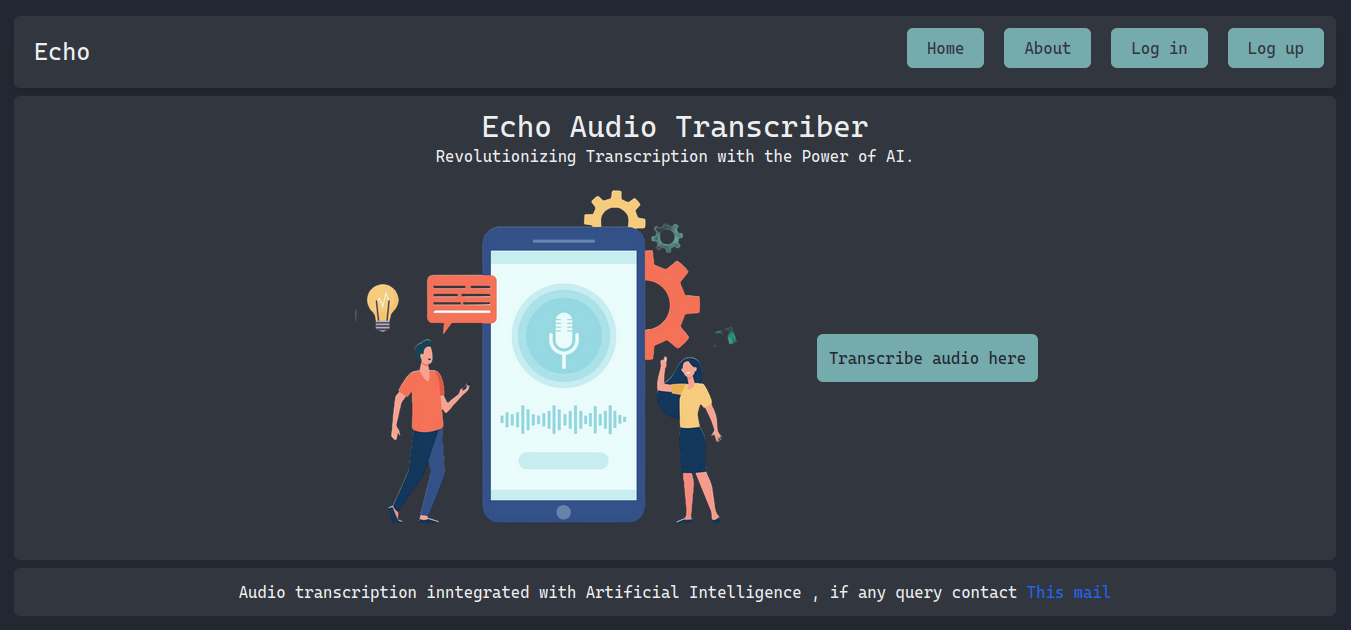 Echo
Home
About
Log in
Log up
Echo Audio Transcriber
Revolutionizing Transcription with the Power of AI.
Transcribe audio here
Audio transcription inntegrated with Artificial Intelligence , if any query contact This mail